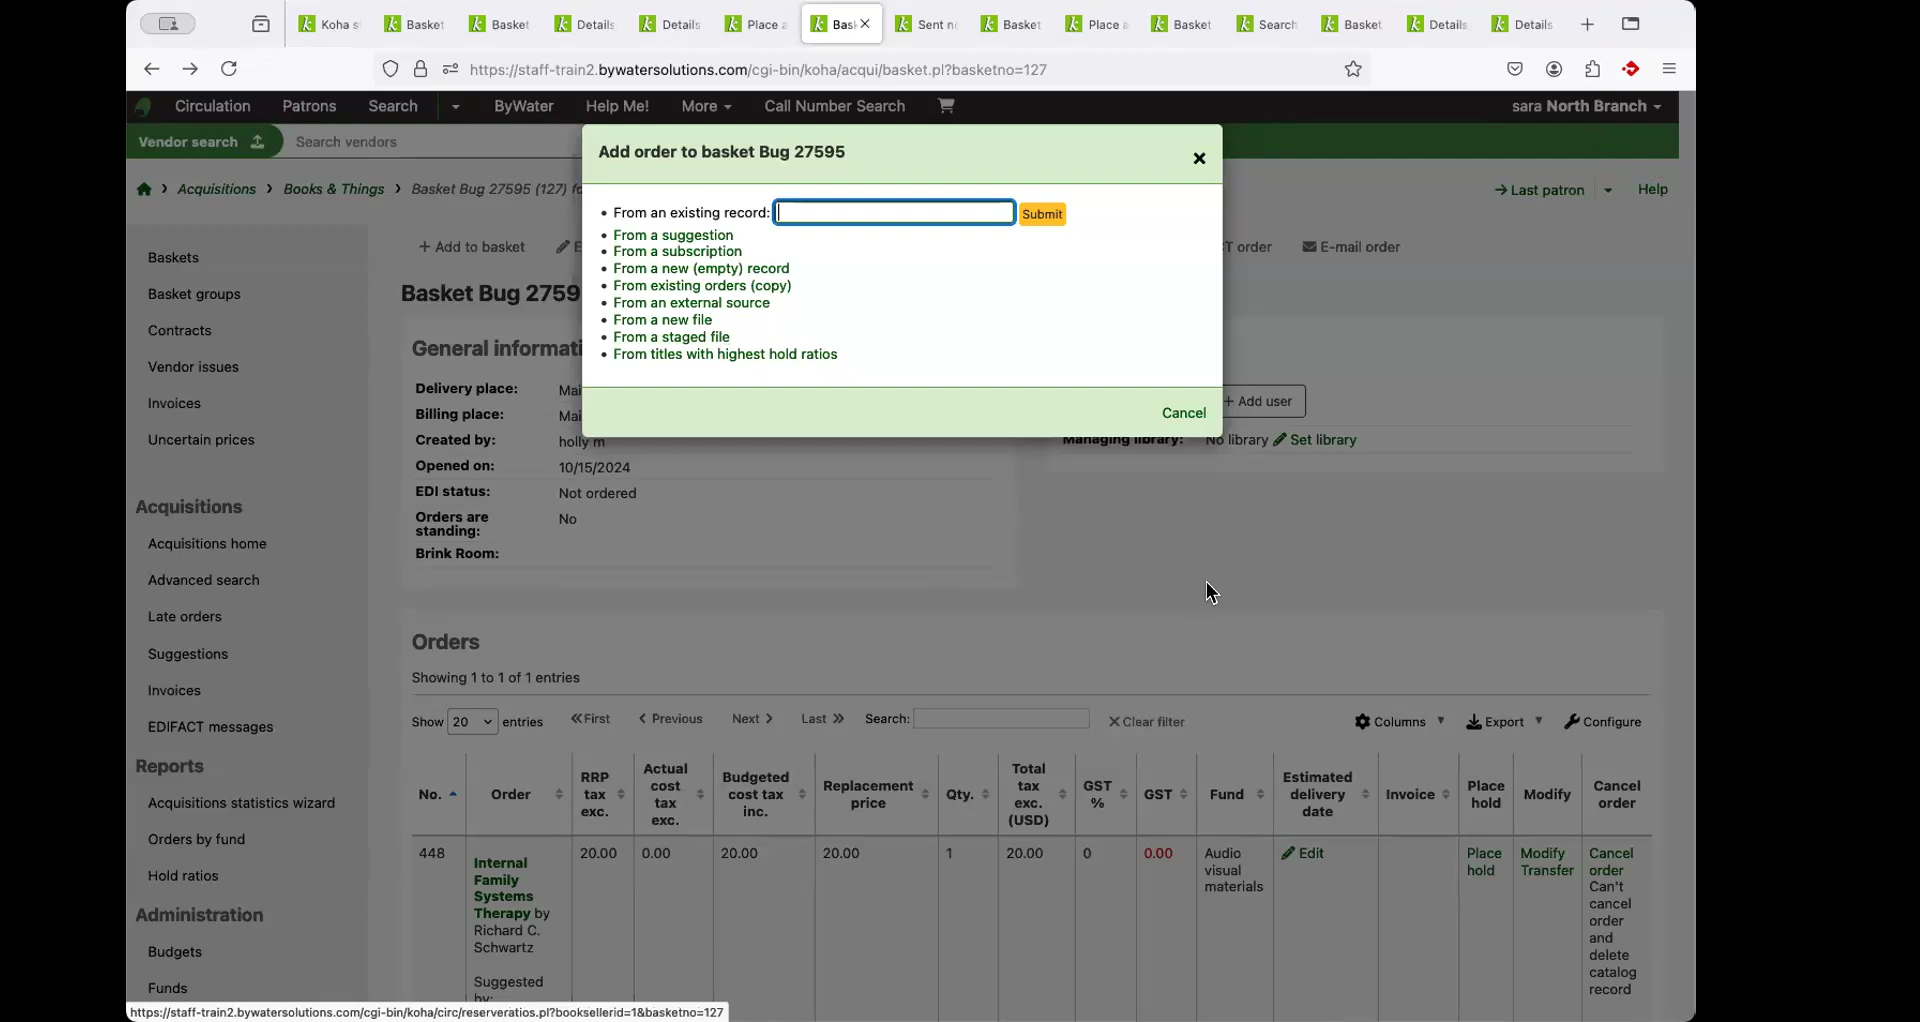 Koha s
Basket
Basket
Details
Details
Place a
Bas
Sent n
Basket
Place a
Basket
Search
Basket
Details
Details
https://staff-train2.bywatersolutions.com/cgi-bin/koha/acqui/basket.pl?basketno=127
Circulation Patrons Search ByWater Help Me! More Call Number Search sara North Branch
Vendor search Search vendors
Acquisitions > Books & Things > Basket Bug 27595 (127) fo
→ Last patron Help
Add order to basket Bug 27595
• From an existing record: Submit
• From a suggestion
• From a subscription
• From a new (empty) record
• From existing orders (copy)
• From an external source
• From a new file
• From a staged file
• From titles with highest hold ratios
Cancel
+ Add to basket E T order E-mail order
Basket Bug 2759
General informati
Delivery place: Mai
Billing place: Mai
Created by: holly m
Opened on: 10/15/2024
EDI status: Not ordered
Orders are
standing: No
Brink Room:
+ Add user
Managing library: No library Set library
Baskets
Basket groups
Contracts
Vendor issues
Invoices
Uncertain prices
Acquisitions
Acquisitions home
Advanced search
Late orders
Suggestions
Invoices
EDIFACT messages
Reports
Acquisitions statistics wizard
Orders by fund
Hold ratios
Administration
Budgets
Funds
Orders
Showing 1 to 1 of 1 entries
Show 20 entries First Previous Next Last Search: Clear filter Columns Export Configure
No.
Order
RRP
tax
exc.
Actual
cost
tax
exc.
Budgeted
cost tax
inc.
Replacement
price
Qty.
Total
tax
exc.
(USD)
GST
%
GST
Fund
Estimated
delivery
date
Invoice
Place
hold
Modify
Cancel
order
448
Internal
Family
Systems
Therapy by
Richard C.
Schwartz
Suggested
by:
20.00
0.00
20.00
20.00
1
20.00
0
0.00
Audio
visual
materials
Edit
Place
hold
Modify
Transfer
Cancel
order
Can't
cancel
order
and
delete
catalog
record
https://staff-train2.bywatersolutions.com/cgi-bin/koha/circ/reserveratios.pl?booksellerid=1&basketno=127